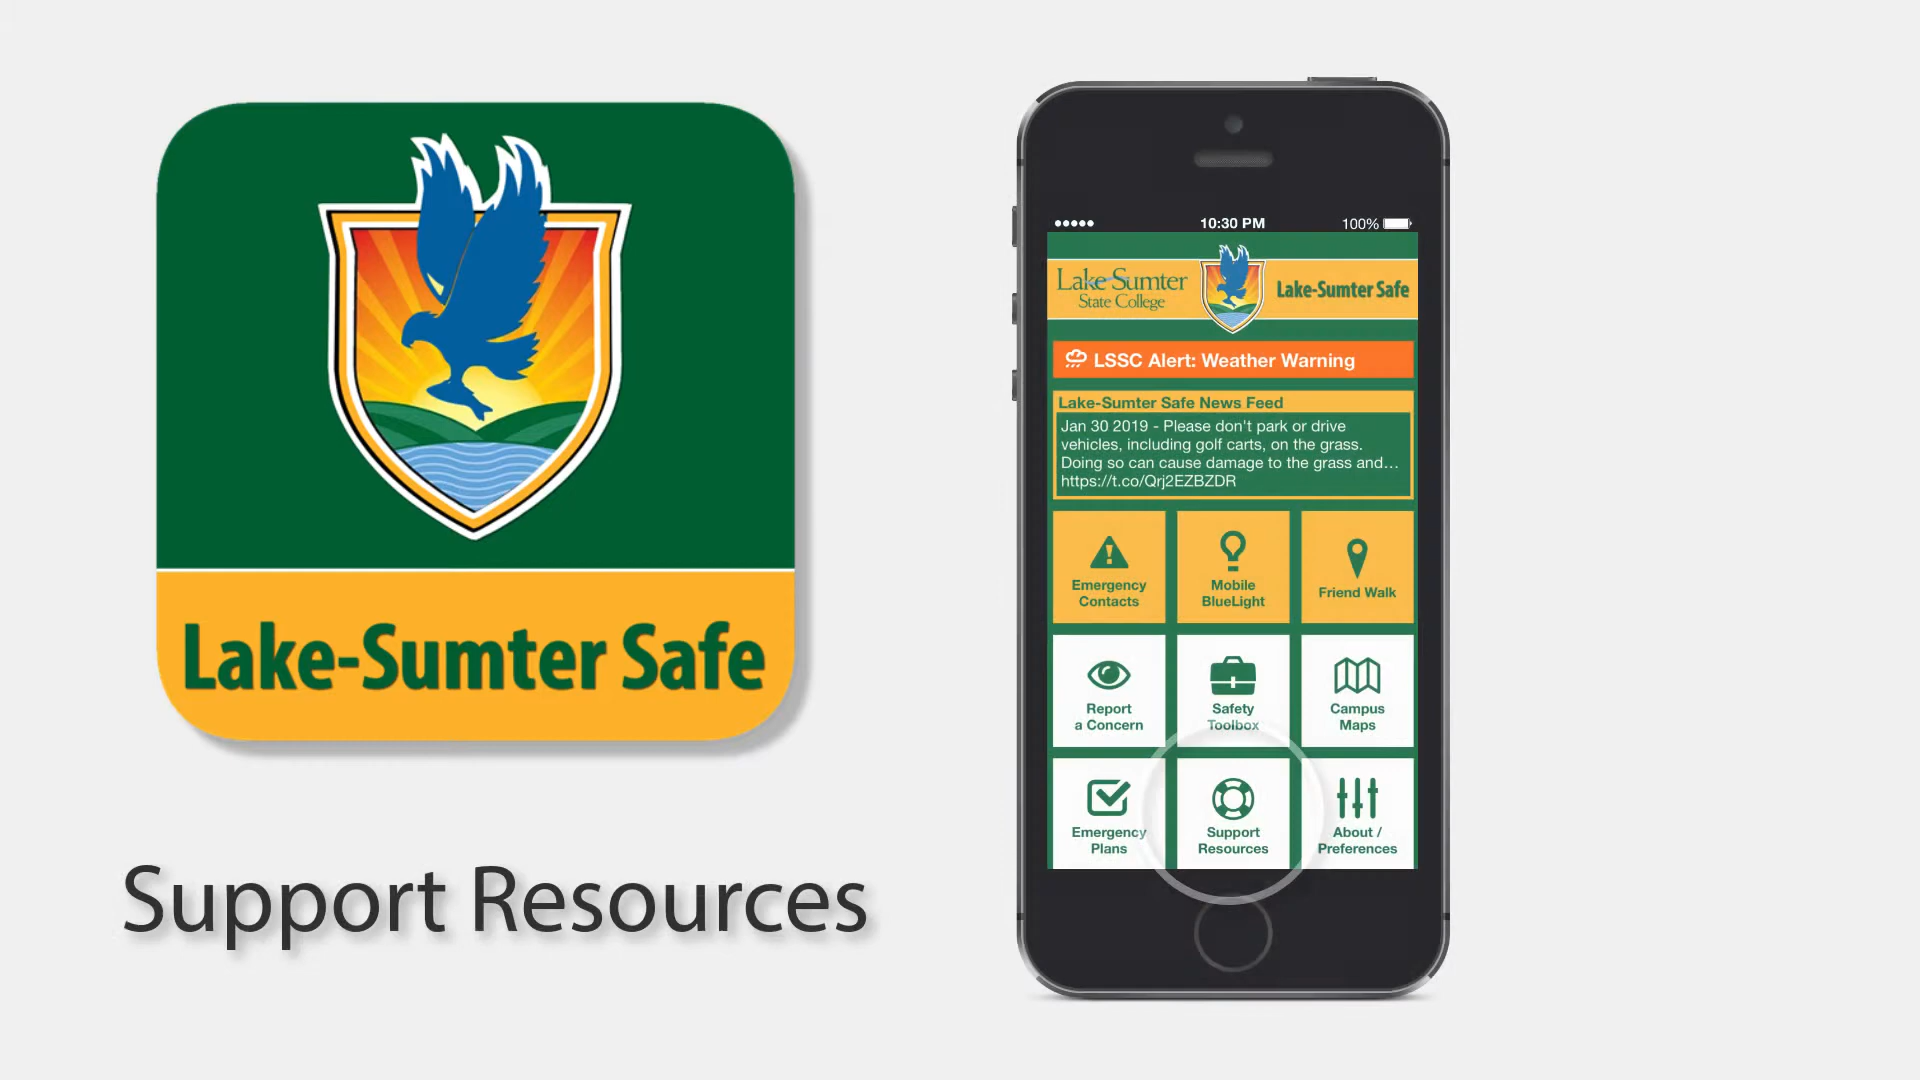 Lake-Sumter Safe
Support Resources
10:30 PM
100%
Lake-Sumter
State College
Lake-Sumter Safe
LSSC Alert: Weather Warning
Lake-Sumter Safe News Feed
Jan 30 2019 - Please don't park or drive
vehicles, including golf carts, on the grass.
Doing so can cause damage to the grass and…
https://t.co/Qrj2EZBZDR
Emergency
Contacts
Mobile
BlueLight
Friend Walk
Report
a Concern
Safety
Toolbox
Campus
Maps
Emergency
Plans
Support
Resources
About /
Preferences